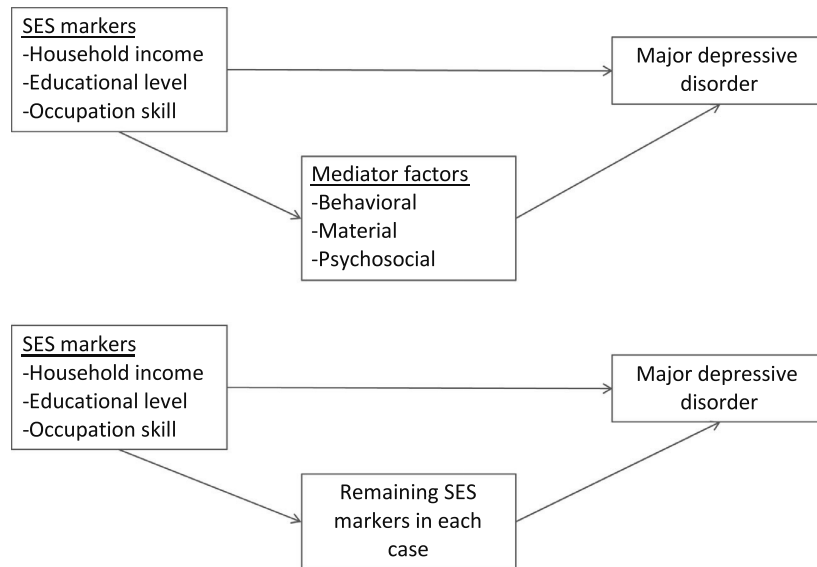 SES markers
-Household income
-Educational level
-Occupation skill
Major depressive
disorder
Mediator factors
-Behavioral
-Material
-Psychosocial
SES markers
-Household income
-Educational level
-Occupation skill
Major depressive
disorder
Remaining SES
markers in each
case